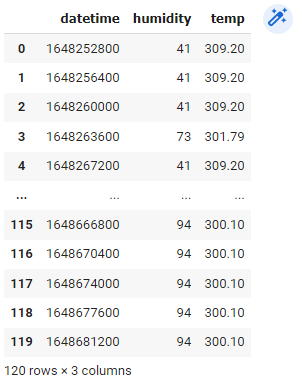 datetime humidity temp
0 1648252800 41 309.20
1 1648256400 41 309.20
2 1648260000 41 309.20
3 1648263600 73 301.79
4 1648267200 41 309.20
... ... ... ...
115 1648666800 94 300.10
116 1648670400 94 300.10
117 1648674000 94 300.10
118 1648677600 94 300.10
119 1648681200 94 300.10
120 rows × 3 columns